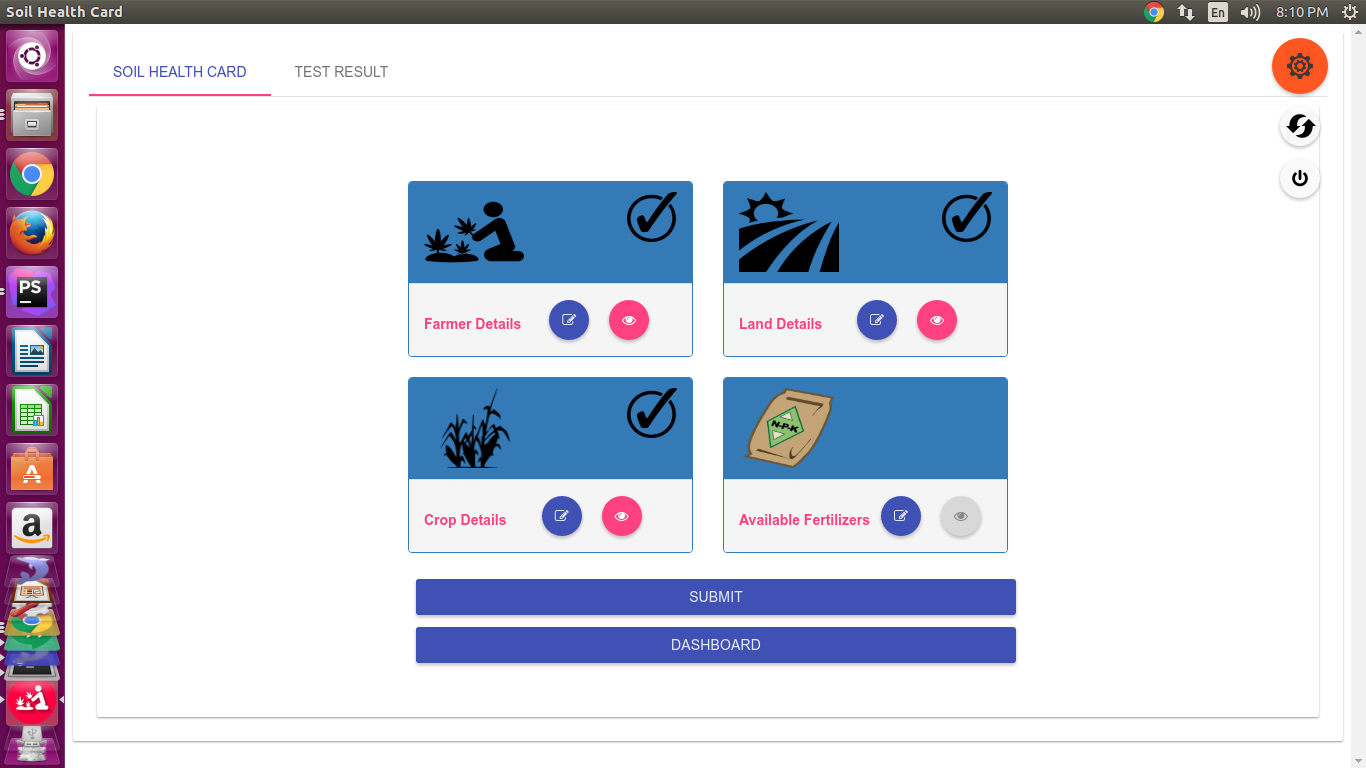 Soil Health Card
En
8:10 PM
SOIL HEALTH CARD
TEST RESULT
PS
Farmer Details
Land Details
N-P-K
Crop Details
Available Fertilizers
SUBMIT
DASHBOARD